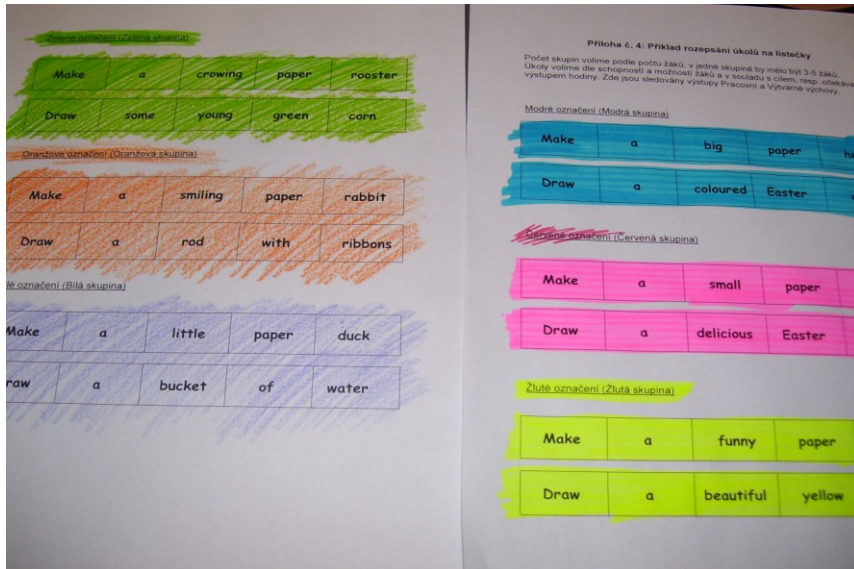 Zelené označení (Zelená skupina)
Make a crowing paper rooster
Draw some young green corn
Oranžové označení (Oranžová skupina)
Make a smiling paper rabbit
Draw a rod with ribbons
označení (Bílá skupina)
Make a little paper duck
a bucket of water
Příloha č. 4: Příklad rozepsání úkolů na lístečky
Počet skupin volíme podle počtu žáků; v jedné skupině by mělo být 3-5 žáků.
Úkoly volíme dle schopností a možností žáků a v souladu s cílem, resp.
výstupem hodiny. Zde jsou sledovány výstupy Pracovní a Výtvarné výchovy.
Modré označení (Modrá skupina)
Make a big paper
Draw a coloured Easter
Červené označení (Červená skupina)
Make a small paper
Draw a delicious Easter
Žluté označení (Žlutá skupina)
Make a funny paper
Draw a beautiful yellow